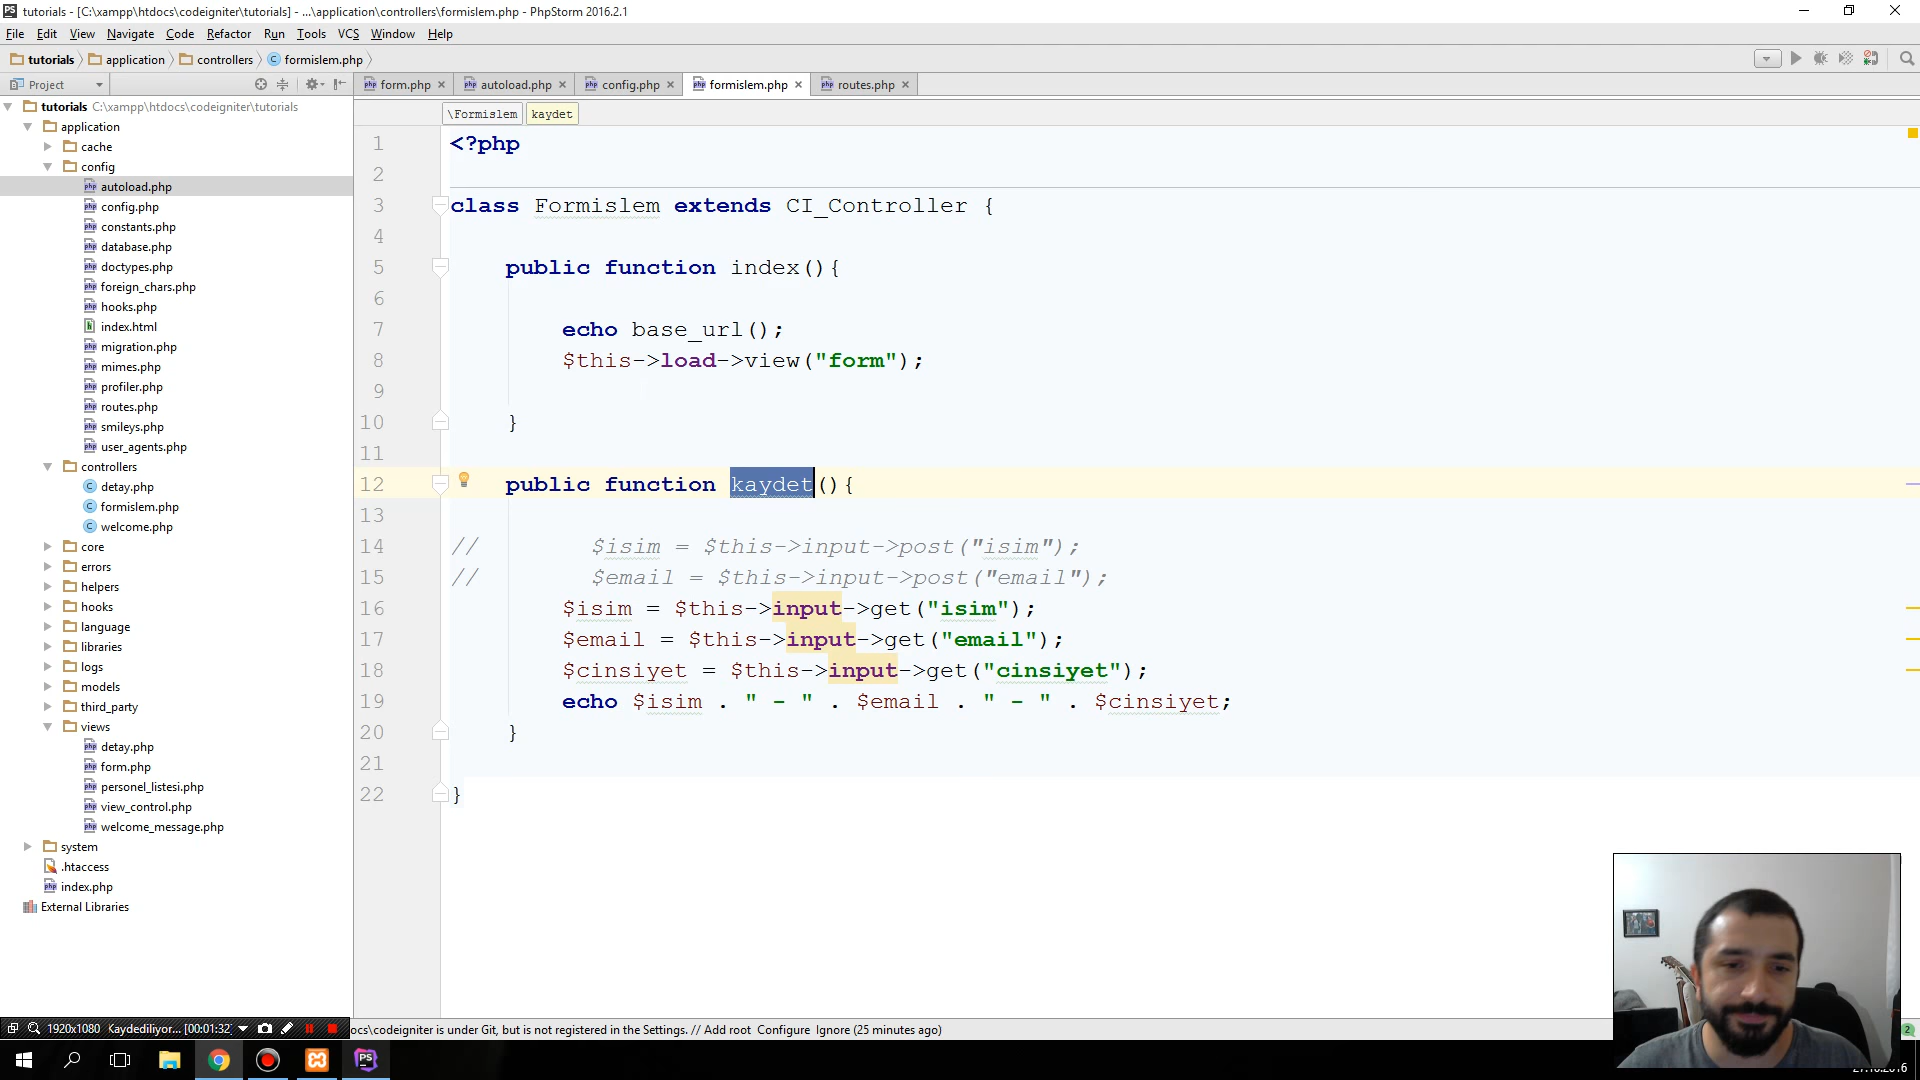 tutorials - [C:\xampp\htdocs\codeigniter\tutorials] - ...\application\controllers\formislem.php - PhpStorm 2016.2.1
File Edit View Navigate Code Refactor Run Tools VCS Window Help
tutorials application controllers formislem.php
Project
form.php autoload.php config.php formislem.php routes.php
\Formislem kaydet
tutorials C:\xampp\htdocs\codeigniter\tutorials
application
cache
config
autoload.php
config.php
constants.php
database.php
doctypes.php
foreign_chars.php
hooks.php
index.html
migration.php
mimes.php
profiler.php
routes.php
smileys.php
user_agents.php
controllers
detay.php
formislem.php
welcome.php
core
errors
helpers
hooks
language
libraries
logs
models
third_party
views
detay.php
form.php
personel_listesi.php
view_control.php
welcome_message.php
system
.htaccess
index.php
External Libraries
1 <?php
2
3 class Formislem extends CI_Controller {
4
5 public function index(){
6
7 echo base_url();
8 $this->load->view("form");
9
10 }
11
12 public function kaydet(){
13
14 // $isim = $this->input->post("isim");
15 // $email = $this->input->post("email");
16 $isim = $this->input->get("isim");
17 $email = $this->input->get("email");
18 $cinsiyet = $this->input->get("cinsiyet");
19 echo $isim . " - " . $email . " - " . $cinsiyet;
20 }
21
22 }
1920x1080 Kaydediliyor... [00:01:32]
ocs\codeigniter is under Git, but is not registered in the Settings. // Add root Configure Ignore (25 minutes ago)
2
PS